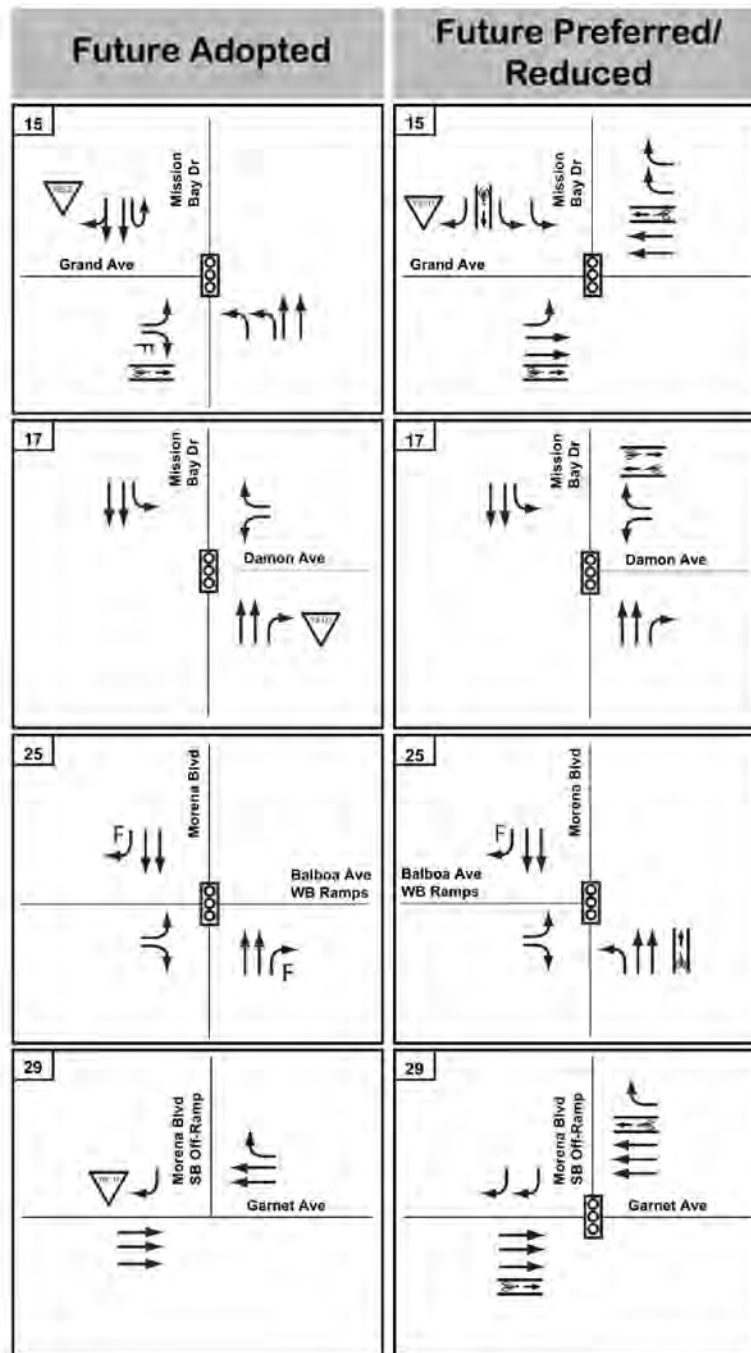 Future Adopted
Future Preferred/
Reduced
15
Mission
Bay Dr
Grand Ave
F
15
Mission
Bay Dr
Grand Ave
17
Mission
Bay Dr
Damon Ave
17
Mission
Bay Dr
Damon Ave
25
Morena Blvd
F
Balboa Ave
WB Ramps
F
25
Morena Blvd
F
Balboa Ave
WB Ramps
29
Morena Blvd
SB Off-Ramp
Garnet Ave
29
Morena Blvd
SB Off-Ramp
Garnet Ave